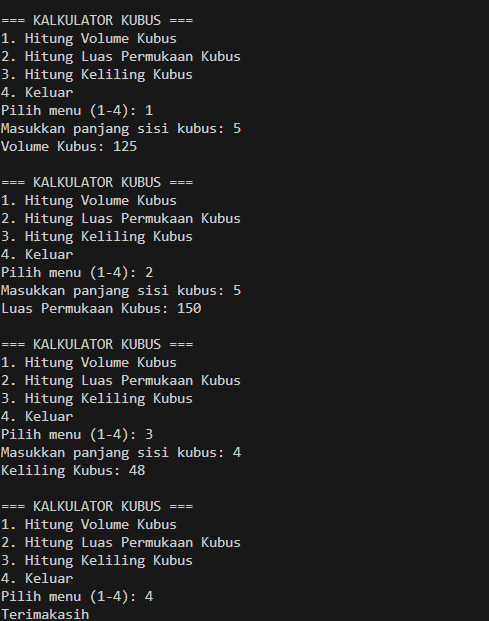 === KALKULATOR KUBUS ===
1. Hitung Volume Kubus
2. Hitung Luas Permukaan Kubus
3. Hitung Keliling Kubus
4. Keluar
Pilih menu (1-4): 1
Masukkan panjang sisi kubus: 5
Volume Kubus: 125

=== KALKULATOR KUBUS ===
1. Hitung Volume Kubus
2. Hitung Luas Permukaan Kubus
3. Hitung Keliling Kubus
4. Keluar
Pilih menu (1-4): 2
Masukkan panjang sisi kubus: 5
Luas Permukaan Kubus: 150

=== KALKULATOR KUBUS ===
1. Hitung Volume Kubus
2. Hitung Luas Permukaan Kubus
3. Hitung Keliling Kubus
4. Keluar
Pilih menu (1-4): 3
Masukkan panjang sisi kubus: 4
Keliling Kubus: 48

=== KALKULATOR KUBUS ===
1. Hitung Volume Kubus
2. Hitung Luas Permukaan Kubus
3. Hitung Keliling Kubus
4. Keluar
Pilih menu (1-4): 4
Terimakasih